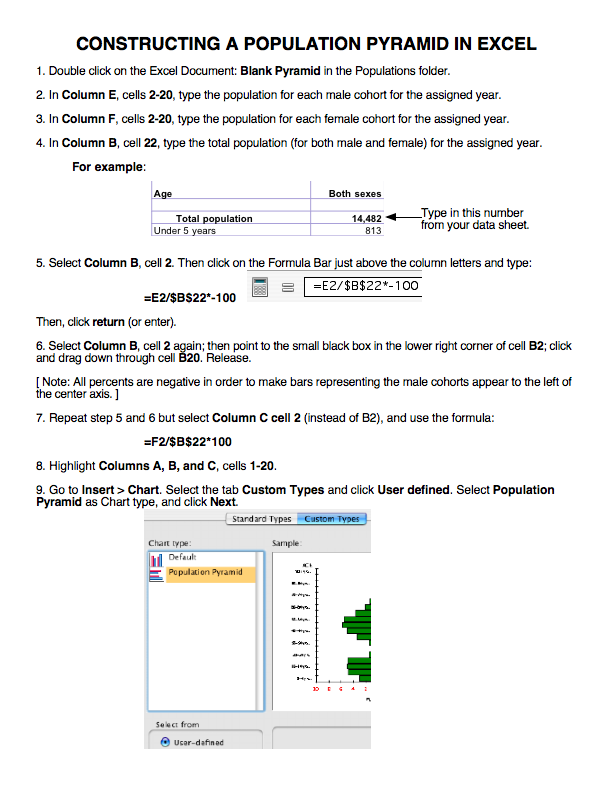 CONSTRUCTING A POPULATION PYRAMID IN EXCEL
1. Double click on the Excel Document: Blank Pyramid in the Populations folder.
2. In Column E, cells 2-20, type the population for each male cohort for the assigned year.
3. In Column F, cells 2-20, type the population for each female cohort for the assigned year.
4. In Column B, cell 22, type the total population (for both male and female) for the assigned year.
For example:
Age Both sexes
Total population 14,482
Under 5 years 813
Type in this number
from your data sheet.
5. Select Column B, cell 2. Then click on the Formula Bar just above the column letters and type:
=E2/$B$22*-100
=E2/$B$22*-100
Then, click return (or enter).
6. Select Column B, cell 2 again; then point to the small black box in the lower right corner of cell B2; click
and drag down through cell B20. Release.
[ Note: All percents are negative in order to make bars representing the male cohorts appear to the left of
the center axis. ]
7. Repeat step 5 and 6 but select Column C cell 2 (instead of B2), and use the formula:
=F2/$B$22*100
8. Highlight Columns A, B, and C, cells 1-20.
9. Go to Insert > Chart. Select the tab Custom Types and click User defined. Select Population
Pyramid as Chart type, and click Next.
Standard Types Custom Types
Chart type: Sample:
Default
Population Pyramid
10 8 6 4
Select from
User-defined